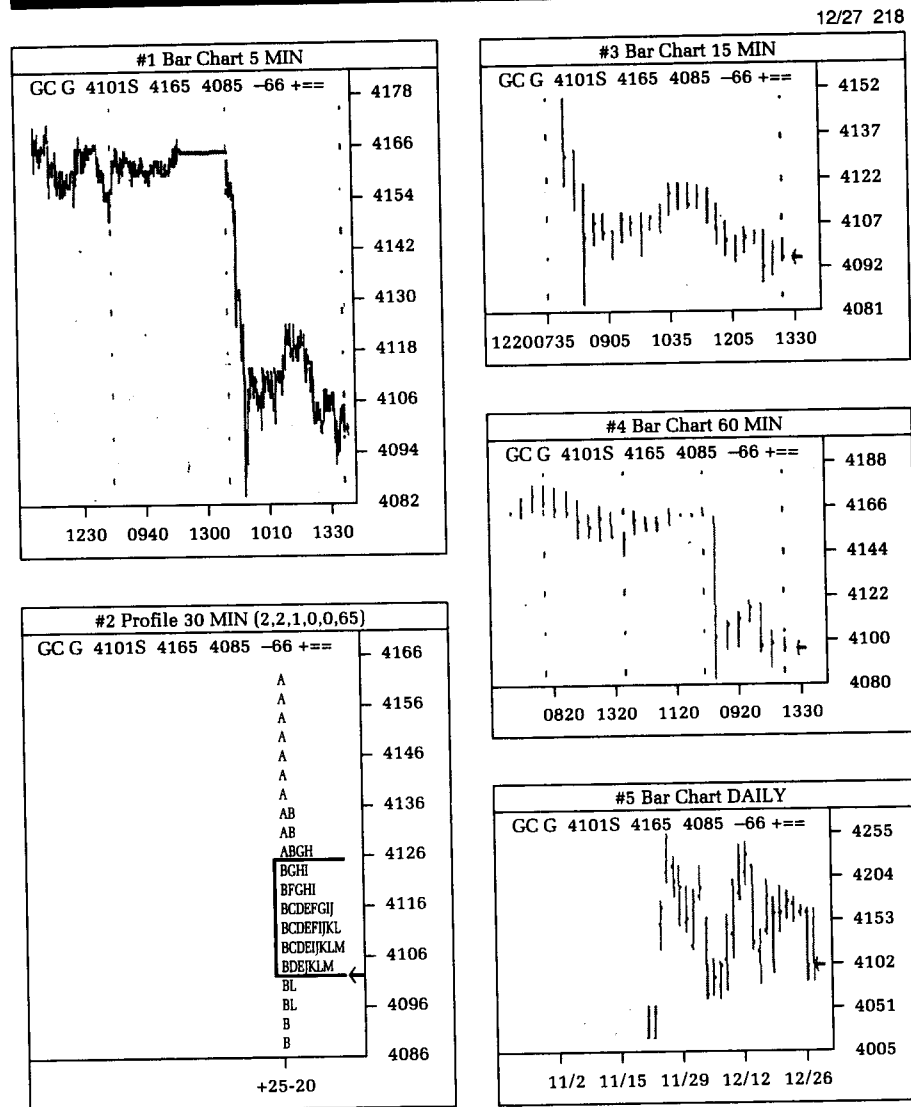 12/27 218
#1 Bar Chart 5 MIN
GC G 4101S 4165 4085 –66 +==
4178
4166
4154
4142
4130
4118
4106
4094
4082
1230 0940 1300 1010 1330
#2 Profile 30 MIN (2,2,1,0,0,65)
GC G 4101S 4165 4085 –66 +==
4166
A
A
4156
A
A
4146
A
A
A
4136
AB
AB
ABGH
4126
BGHI
BFGHI
BCDEFGIJ
4116
BCDEFIJKL
BCDEIJKLM
4106
BDEJKLM
BL
BL
4096
B
B
4086
+25-20
#3 Bar Chart 15 MIN
GC G 4101S 4165 4085 –66 +==
4152
4137
4122
4107
4092
4081
12200735 0905 1035 1205 1330
#4 Bar Chart 60 MIN
GC G 4101S 4165 4085 –66 +==
4188
4166
4144
4122
4100
4080
0820 1320 1120 0920 1330
#5 Bar Chart DAILY
GC G 4101S 4165 4085 –66 +==
4255
4204
4153
4102
4051
4005
11/2 11/15 11/29 12/12 12/26